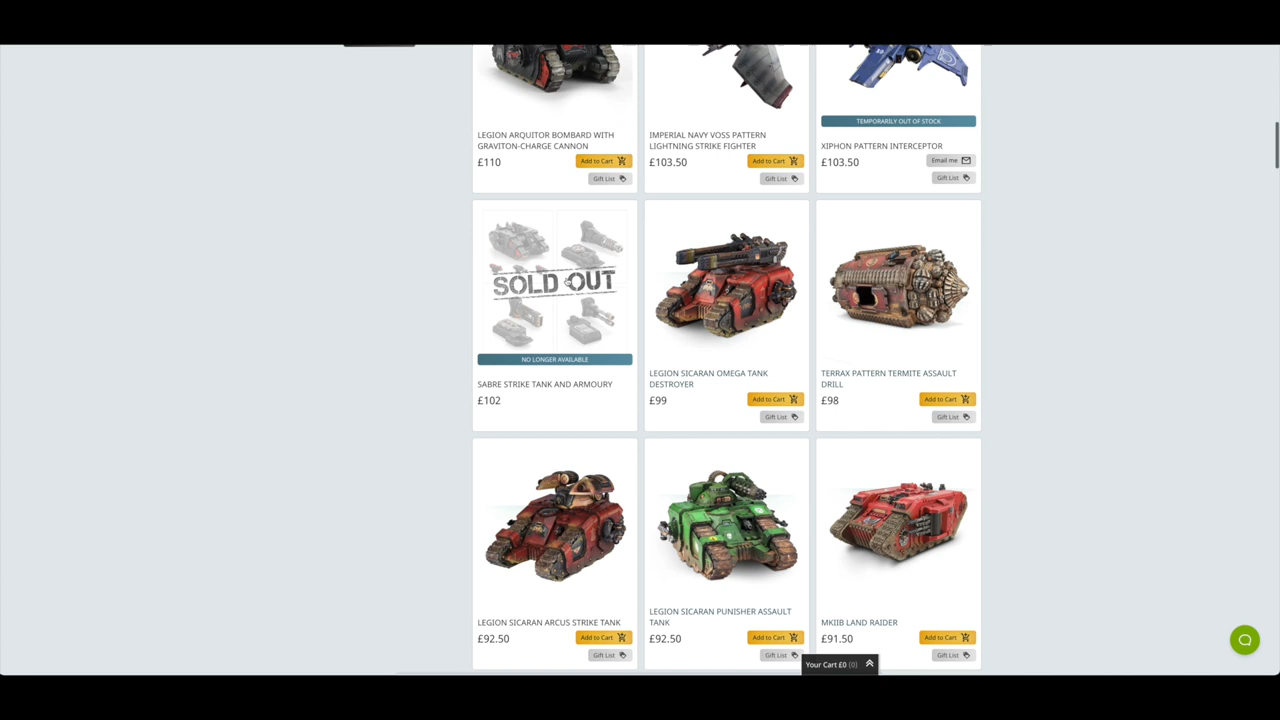 LEGION ARQUITOR BOMBARD WITH
GRAVITON-CHARGE CANNON
£110
Add to Cart
Gift List
IMPERIAL NAVY VOSS PATTERN
LIGHTNING STRIKE FIGHTER
£103.50
Add to Cart
Gift List
TEMPORARILY OUT OF STOCK
XIPHON PATTERN INTERCEPTOR
£103.50
Email me
Gift List
SOLD OUT
NO LONGER AVAILABLE
SABRE STRIKE TANK AND ARMOURY
£102
LEGION SICARAN OMEGA TANK
DESTROYER
£99
Add to Cart
Gift List
TERRAX PATTERN TERMITE ASSAULT
DRILL
£98
Add to Cart
Gift List
LEGION SICARAN ARCUS STRIKE TANK
£92.50
Add to Cart
Gift List
LEGION SICARAN PUNISHER ASSAULT
TANK
£92.50
Add to Cart
Gift List
MKIIB LAND RAIDER
£91.50
Add to Cart
Gift List
Your Cart £0 (0)